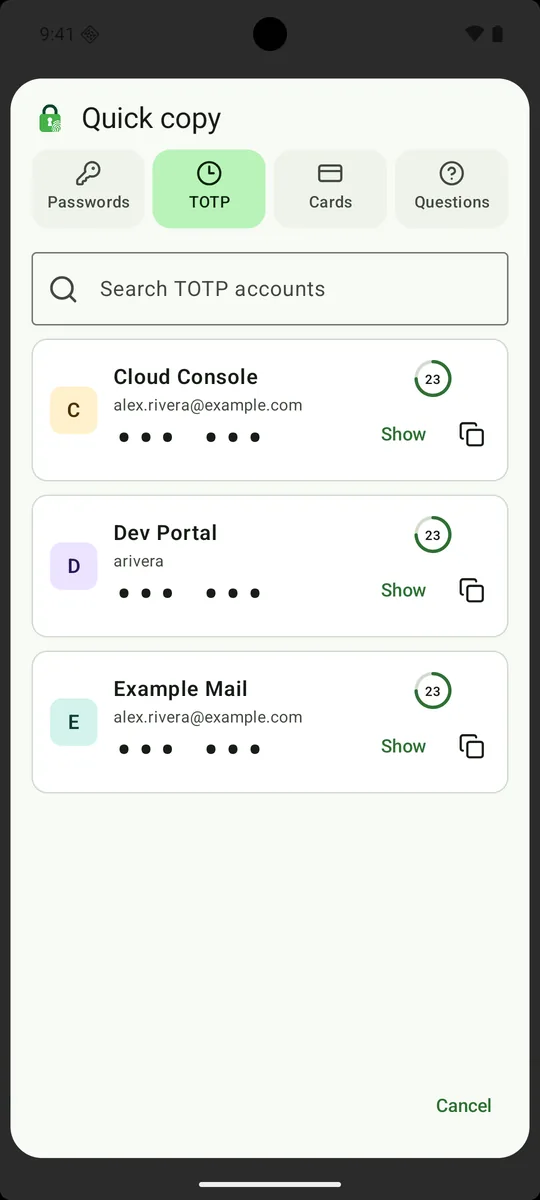 9:41
Quick copy
Passwords
TOTP
Cards
Questions
Search TOTP accounts
C
Cloud Console
alex.rivera@example.com
••• •••
23
Show
D
Dev Portal
arivera
••• •••
23
Show
E
Example Mail
alex.rivera@example.com
••• •••
23
Show
Cancel